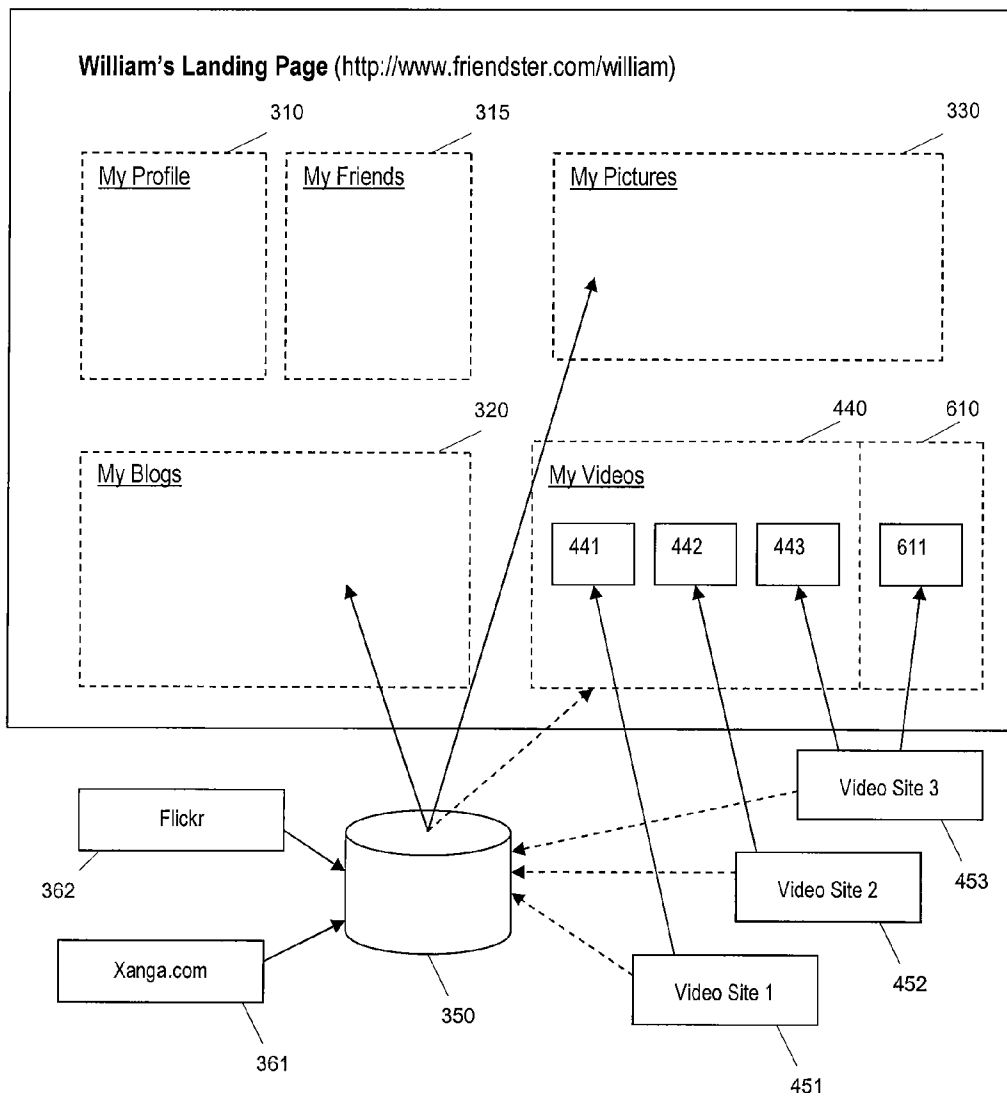 William's Landing Page (http://www.friendster.com/william)
310
315
330
My Profile
My Friends
My Pictures
320
440
610
My Blogs
My Videos
441
442
443
611
Flickr
Video Site 3
362
453
Video Site 2
Xanga.com
452
350
Video Site 1
361
451